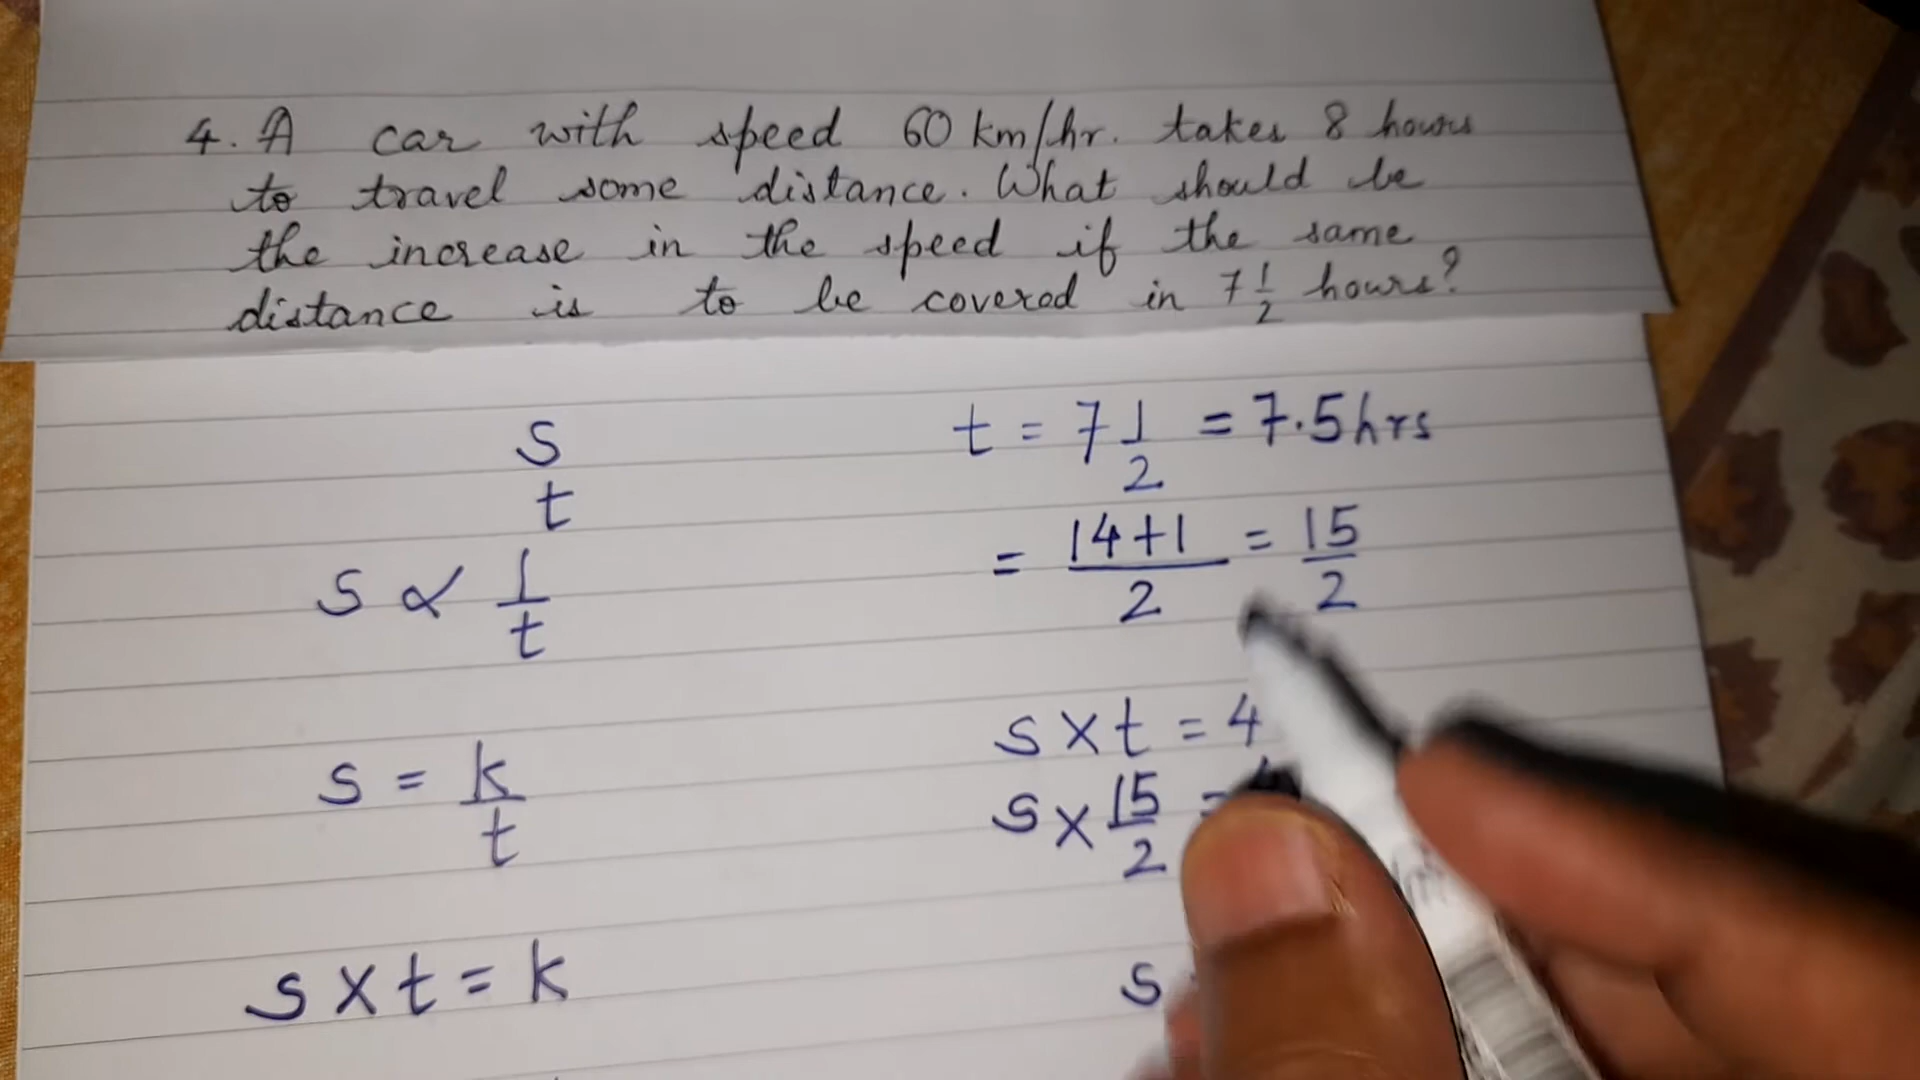 4. A car with speed 60 km/hr. takes 8 hours
to travel some distance. What should be
the increase in the speed if the same
distance is to be covered in 7 1/2 hours?
s
t
s ∝ 1/t
s = k/t
s × t = k
t = 7 1/2 = 7.5 hrs
= 14+1/2 = 15/2
s × t = 4
s × 15/2 =
s